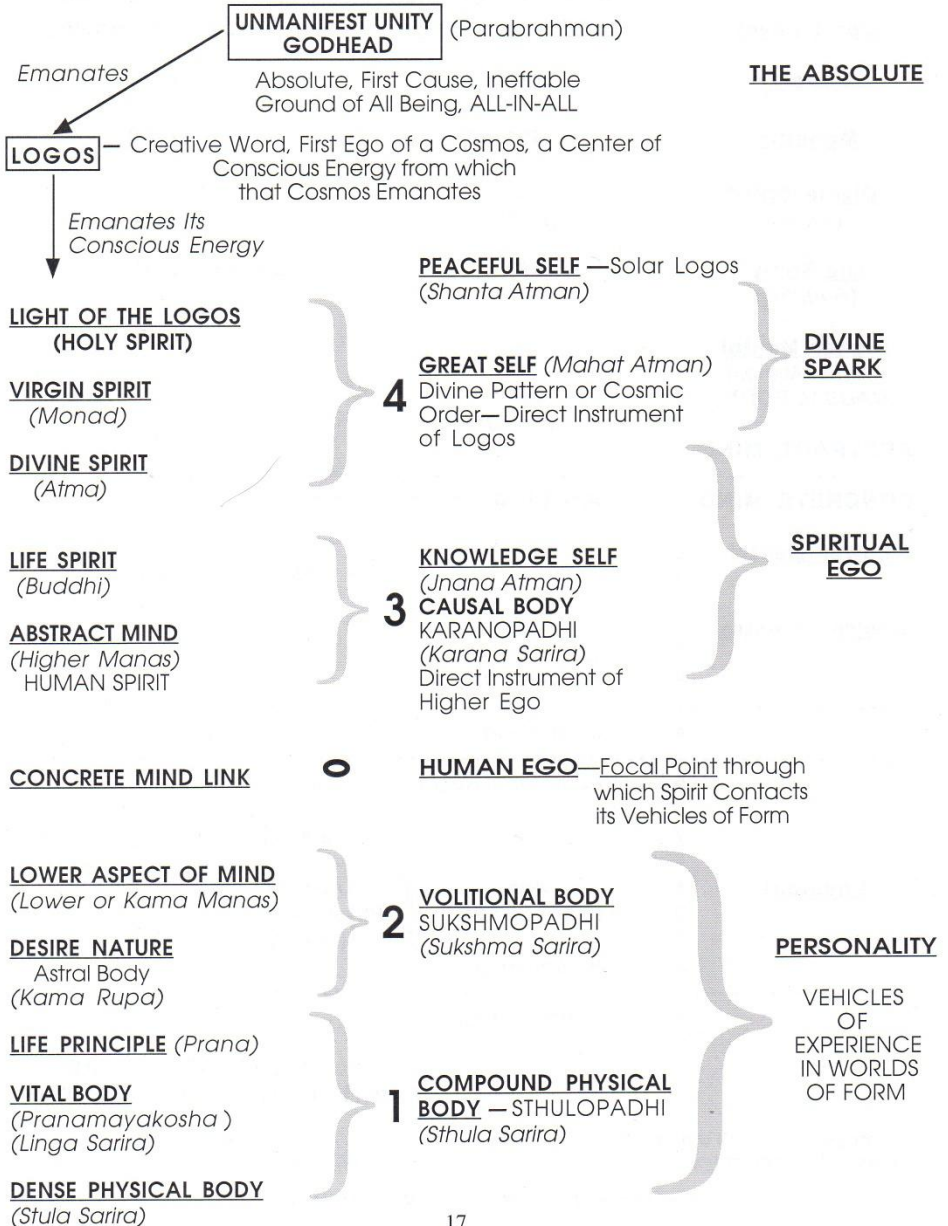 UNMANIFEST UNITY
GODHEAD
(Parabrahman)
Emanates
Absolute, First Cause, Ineffable
Ground of All Being, ALL-IN-ALL
THE ABSOLUTE
LOGOS
— Creative Word, First Ego of a Cosmos, a Center of
Conscious Energy from which
that Cosmos Emanates
Emanates Its
Conscious Energy
LIGHT OF THE LOGOS
(HOLY SPIRIT)
VIRGIN SPIRIT
(Monad)
DIVINE SPIRIT
(Atma)
4
PEACEFUL SELF —Solar Logos
(Shanta Atman)
GREAT SELF (Mahat Atman)
Divine Pattern or Cosmic
Order—Direct Instrument
of Logos
DIVINE
SPARK
LIFE SPIRIT
(Buddhi)
ABSTRACT MIND
(Higher Manas)
HUMAN SPIRIT
3
KNOWLEDGE SELF
(Jnana Atman)
CAUSAL BODY
KARANOPADHI
(Karana Sarira)
Direct Instrument of
Higher Ego
SPIRITUAL
EGO
CONCRETE MIND LINK
0
HUMAN EGO—Focal Point through
which Spirit Contacts
its Vehicles of Form
LOWER ASPECT OF MIND
(Lower or Kama Manas)
DESIRE NATURE
Astral Body
(Kama Rupa)
2
VOLITIONAL BODY
SUKSHMOPADHI
(Sukshma Sarira)
PERSONALITY
VEHICLES
OF
EXPERIENCE
IN WORLDS
OF FORM
LIFE PRINCIPLE (Prana)
VITAL BODY
(Pranamayakosha )
(Linga Sarira)
DENSE PHYSICAL BODY
(Stula Sarira)
1
COMPOUND PHYSICAL
BODY — STHULOPADHI
(Sthula Sarira)
17